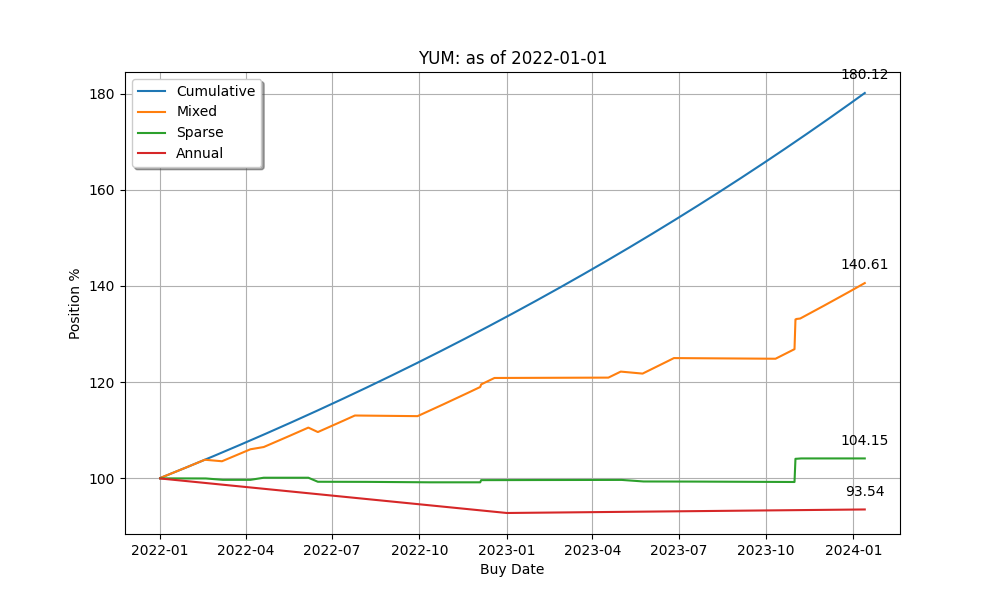 YUM: as of 2022-01-01
Cumulative
Mixed
Sparse
Annual
180.12
140.61
104.15
93.54
180
160
140
120
100
Position %
2022-01 2022-04 2022-07 2022-10 2023-01 2023-04 2023-07 2023-10 2024-01
Buy Date